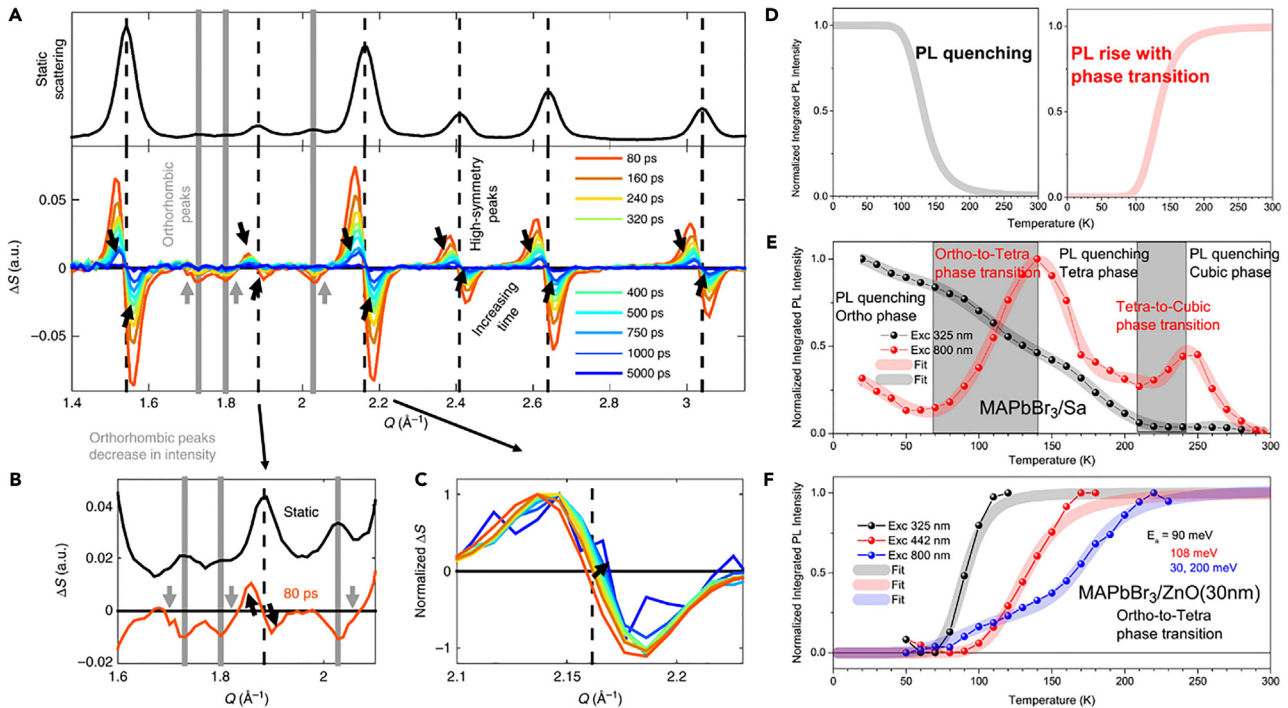 A
Static
scattering
0.05
0
−0.05
ΔS (a.u.)
Orthorhombic
peaks
High-symmetry
peaks
Increasing
time
80 ps
160 ps
240 ps
320 ps
400 ps
500 ps
750 ps
1000 ps
5000 ps
1.4
1.6
1.8
2
2.2
2.4
2.6
2.8
3
Q (Å−1)
Orthorhombic peaks
decrease in intensity
B
0.04
0.02
0
−0.02
ΔS (a.u.)
Static
80 ps
1.6
1.8
2
Q (Å−1)
C
1
0
−1
Normalized ΔS
2.1
2.15
2.2
Q (Å−1)
D
Normalized Integrated PL Intensity
1.0
0.5
0.0
PL quenching
0 50 100 150 200 250 300
1.0
0.5
0.0
PL rise with
phase transition
0 50 100 150 200 250 300
Temperature (K)
E
Normalized Integrated PL Intensity
1.0
0.5
0.0
Ortho-to-Tetra
phase transition
PL quenching
Tetra phase
PL quenching
Cubic phase
PL quenching
Ortho phase
Tetra-to-Cubic
phase transition
Exc 325 nm
Exc 800 nm
Fit
Fit
MAPbBr3/Sa
0 50 100 150 200 250 300
Temperature (K)
F
Normalized Integrated PL Intensity
1.0
0.5
0.0
Exc 325 nm
Exc 442 nm
Exc 800 nm
Fit
Fit
Fit
Ea = 90 meV
108 meV
30, 200 meV
MAPbBr3/ZnO(30nm)
Ortho-to-Tetra
phase transition
0 50 100 150 200 250 300
Temperature (K)